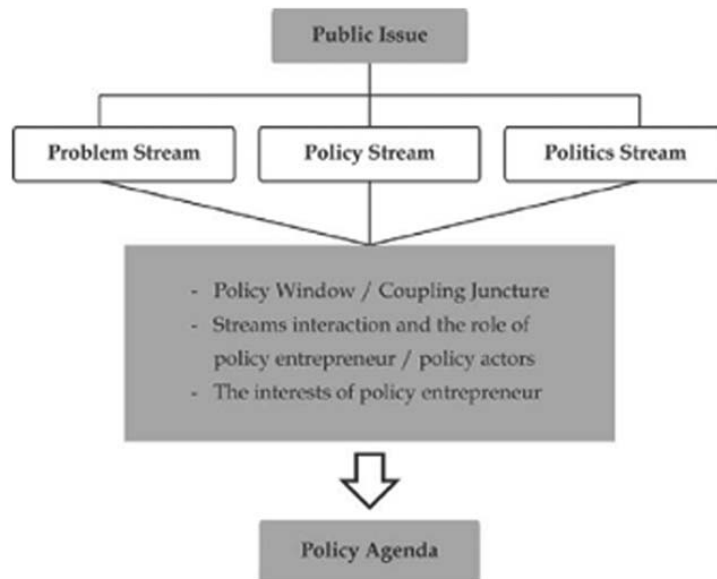 Public Issue
Problem Stream
Policy Stream
Politics Stream
- Policy Window / Coupling Juncture
- Streams interaction and the role of
policy entrepreneur / policy actors
- The interests of policy entrepreneur
Policy Agenda